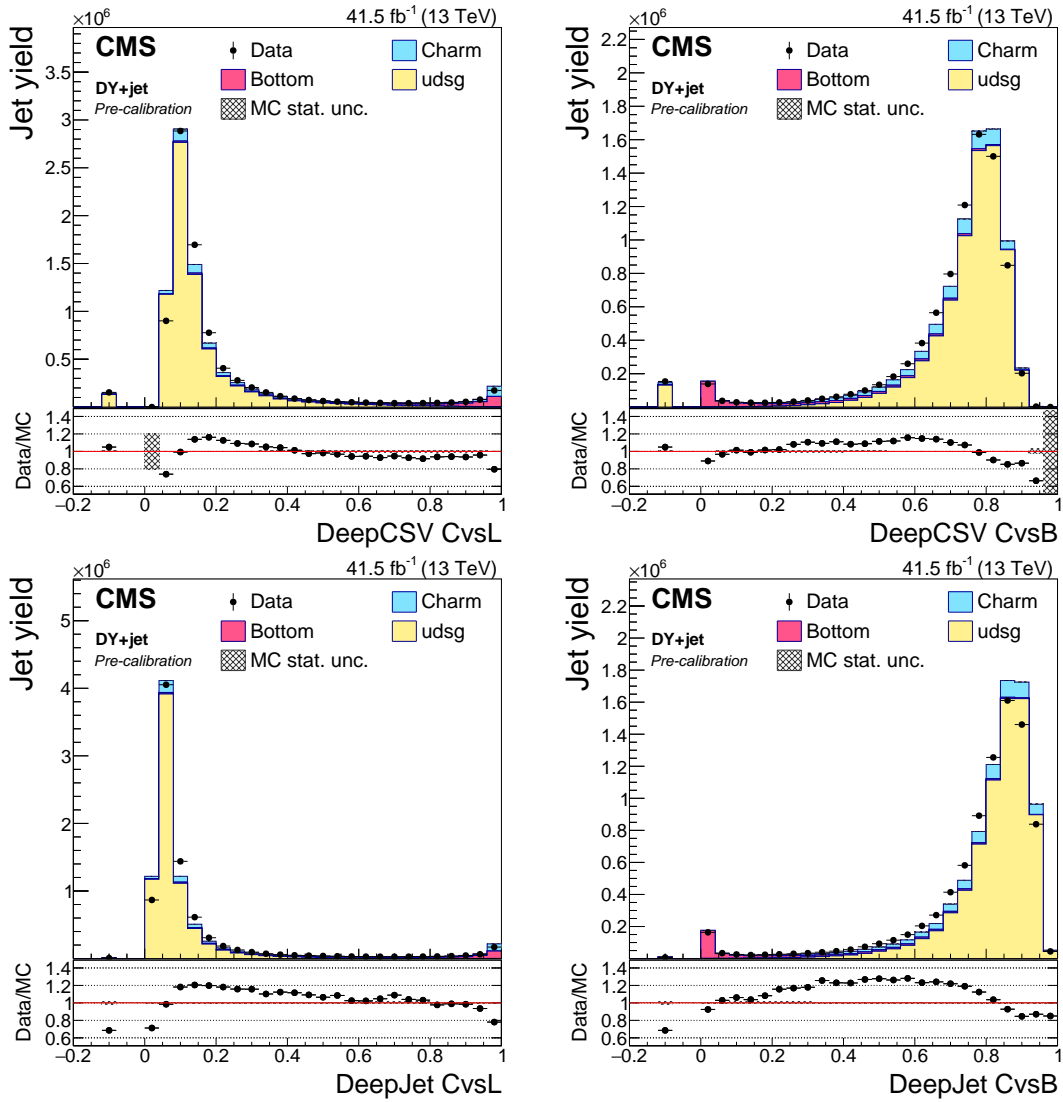 ×10⁶ 41.5 fb⁻¹ (13 TeV)
Jet yield
CMS
DY+jet
Pre-calibration
Data
Charm
Bottom
udsg
MC stat. unc.
3.5
3
2.5
2
1.5
1
0.5
Data/MC
1.4
1.2
1
0.8
0.6
−0.2 0 0.2 0.4 0.6 0.8 1
DeepCSV CvsL
×10⁶ 41.5 fb⁻¹ (13 TeV)
Jet yield
CMS
DY+jet
Pre-calibration
Data
Charm
Bottom
udsg
MC stat. unc.
2.2
2
1.8
1.6
1.4
1.2
1
0.8
0.6
0.4
0.2
Data/MC
1.4
1.2
1
0.8
0.6
−0.2 0 0.2 0.4 0.6 0.8 1
DeepCSV CvsB
×10⁶ 41.5 fb⁻¹ (13 TeV)
Jet yield
CMS
DY+jet
Pre-calibration
Data
Charm
Bottom
udsg
MC stat. unc.
5
4
3
2
1
Data/MC
1.4
1.2
1
0.8
0.6
−0.2 0 0.2 0.4 0.6 0.8 1
DeepJet CvsL
×10⁶ 41.5 fb⁻¹ (13 TeV)
Jet yield
CMS
DY+jet
Pre-calibration
Data
Charm
Bottom
udsg
MC stat. unc.
2.2
2
1.8
1.6
1.4
1.2
1
0.8
0.6
0.4
0.2
Data/MC
1.4
1.2
1
0.8
0.6
−0.2 0 0.2 0.4 0.6 0.8 1
DeepJet CvsB